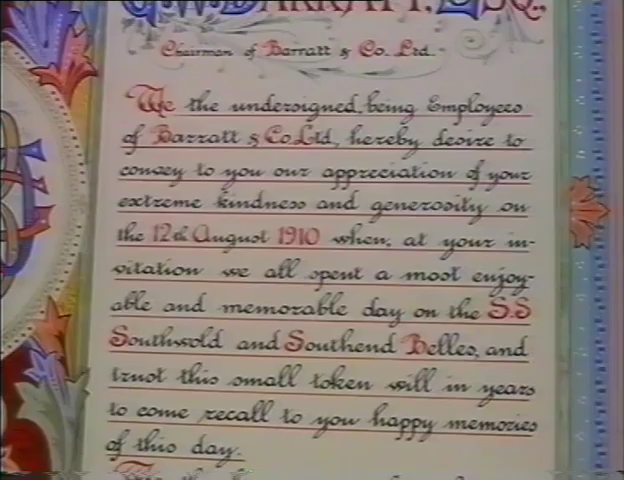 G.W. BARRATT. ESQ.,
Chairman of Barratt & Co. Ltd.
We the undersigned, being Employees
of Barratt & Co Ltd, hereby desire to
convey to you our appreciation of your
extreme kindness and generosity on
the 12th August 1910 when, at your in-
vitation we all spent a most enjoy-
able and memorable day on the S.S
Southwold and Southend Belles, and
trust this small token will in years
to come recall to you happy memories
of this day.